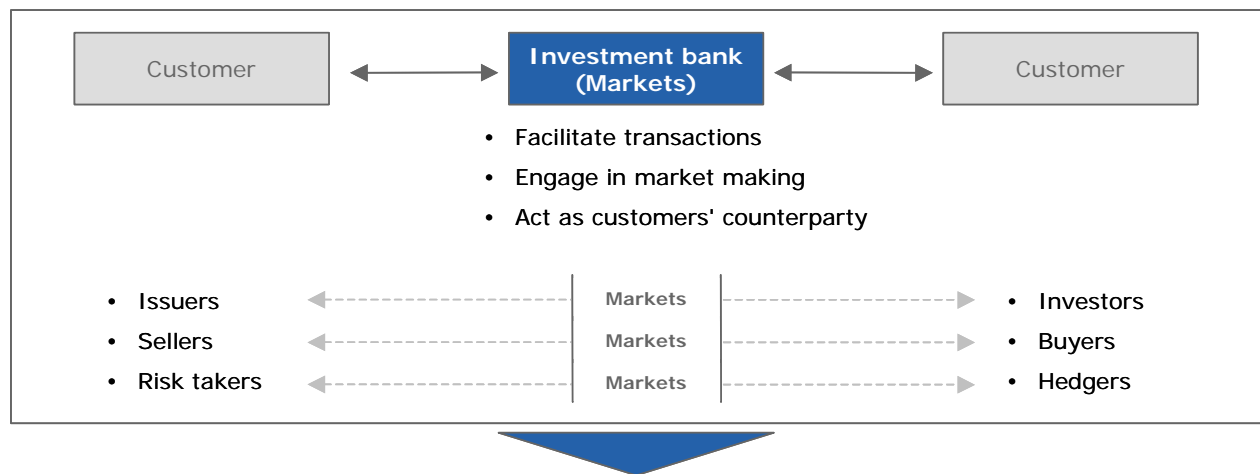 Customer
Investment bank
(Markets)
Customer
• Facilitate transactions
• Engage in market making
• Act as customers' counterparty
• Issuers Markets • Investors
• Sellers Markets • Buyers
• Risk takers Markets • Hedgers